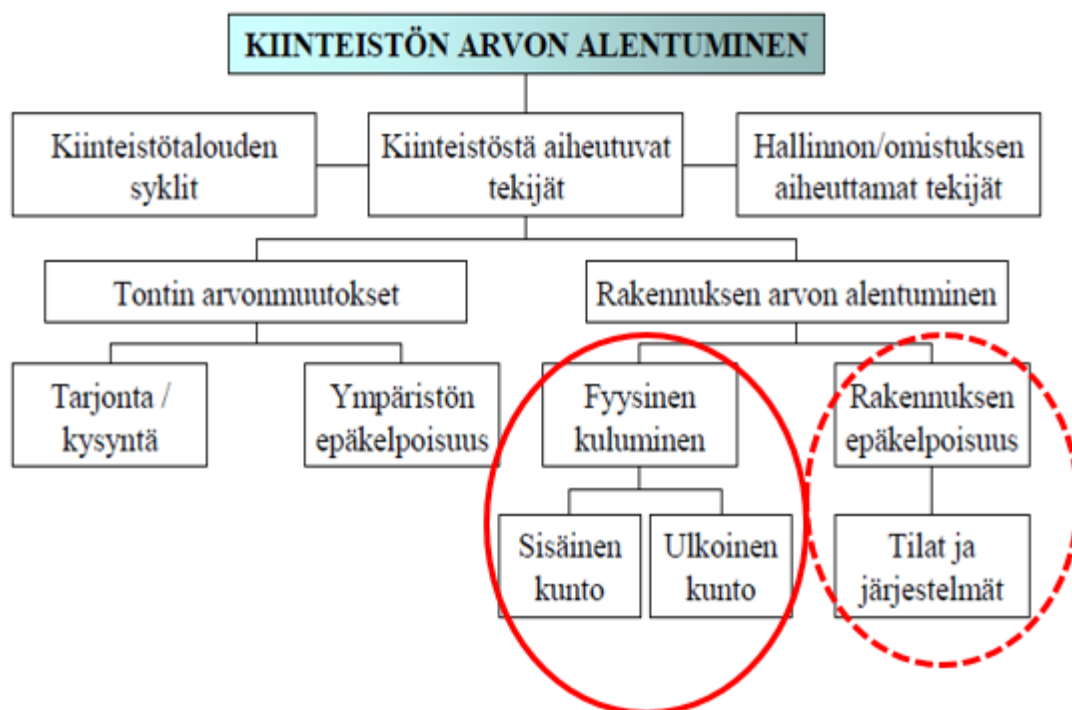 KIINTEISTÖN ARVON ALENTUMINEN
Kiinteistötalouden
syklit
Kiinteistöstä aiheutuvat
tekijät
Hallinnon/omistuksen
aiheuttamat tekijät
Tontin arvonmuutokset
Rakennuksen arvon alentuminen
Tarjonta /
kysyntä
Ympäristön
epäkelpoisuus
Fyysinen
kuluminen
Rakennuksen
epäkelpoisuus
Sisäinen
kunto
Ulkoinen
kunto
Tilat ja
järjestelmät